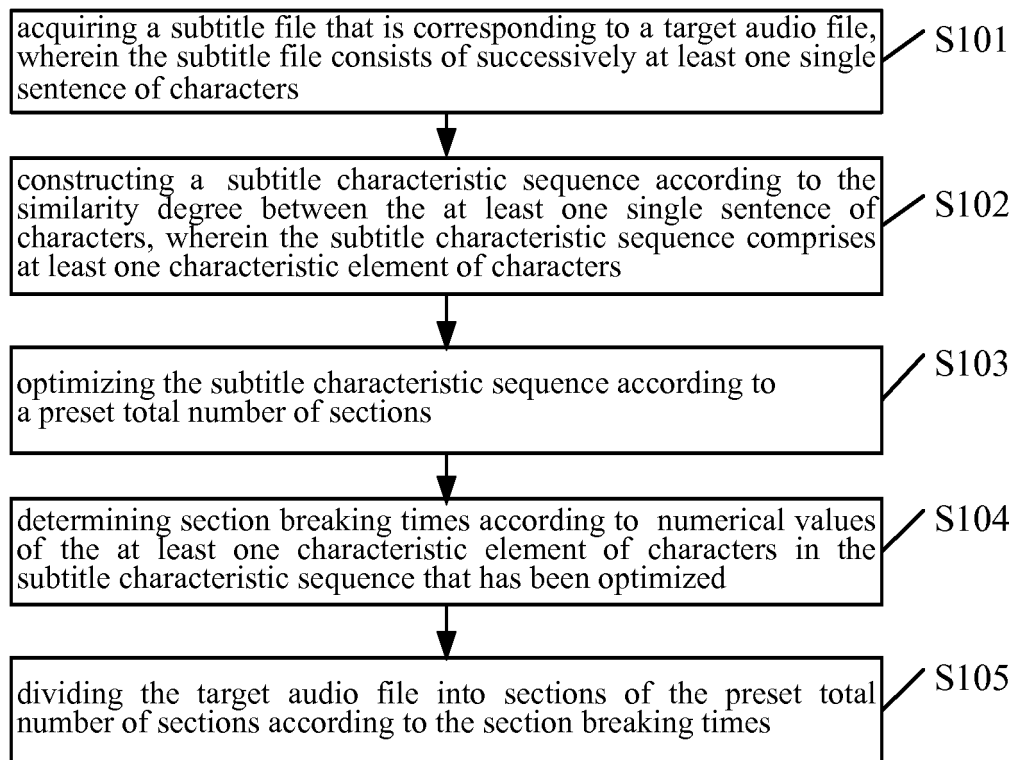 acquiring a subtitle file that is corresponding to a target audio file,
wherein the subtitle file consists of successively at least one single
sentence of characters
S101
constructing a subtitle characteristic sequence according to the
similarity degree between the at least one single sentence of
characters, wherein the subtitle characteristic sequence comprises
at least one characteristic element of characters
S102
optimizing the subtitle characteristic sequence according to
a preset total number of sections
S103
determining section breaking times according to numerical values
of the at least one characteristic element of characters in the
subtitle characteristic sequence that has been optimized
S104
dividing the target audio file into sections of the preset total
number of sections according to the section breaking times
S105